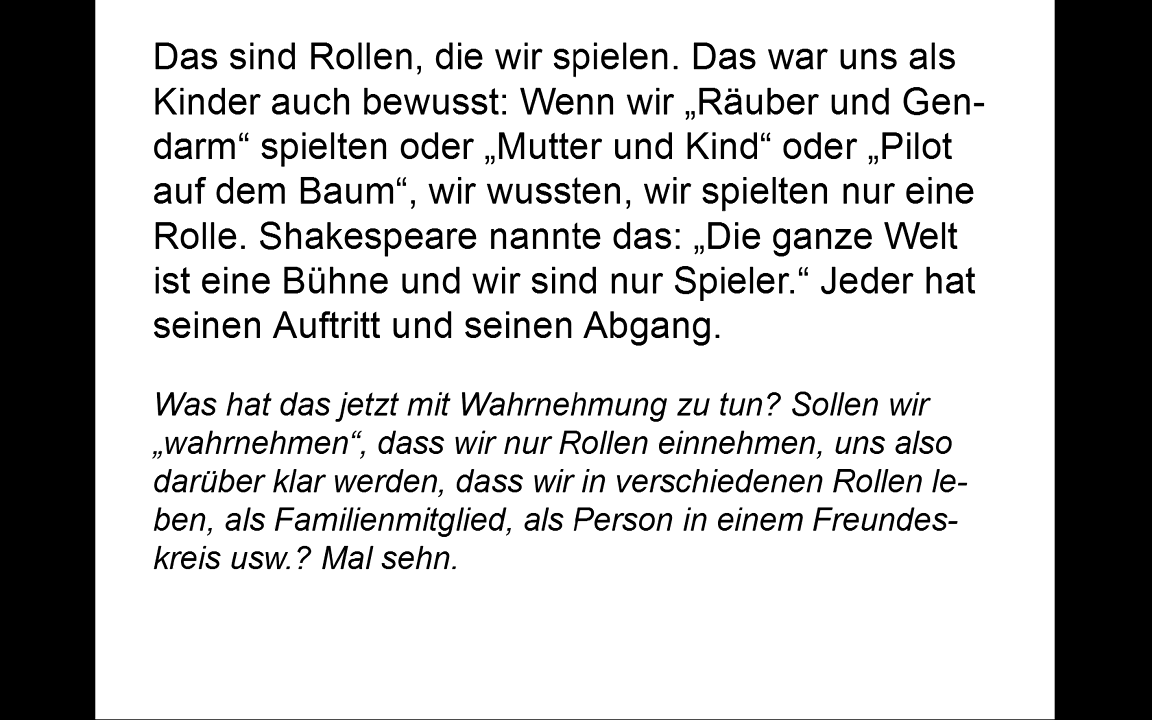 Das sind Rollen, die wir spielen. Das war uns als
Kinder auch bewusst: Wenn wir „Räuber und Gen-
darm“ spielten oder „Mutter und Kind“ oder „Pilot
auf dem Baum“, wir wussten, wir spielten nur eine
Rolle. Shakespeare nannte das: „Die ganze Welt
ist eine Bühne und wir sind nur Spieler.“ Jeder hat
seinen Auftritt und seinen Abgang.
Was hat das jetzt mit Wahrnehmung zu tun? Sollen wir
„wahrnehmen“, dass wir nur Rollen einnehmen, uns also
darüber klar werden, dass wir in verschiedenen Rollen le-
ben, als Familienmitglied, als Person in einem Freundes-
kreis usw.? Mal sehn.